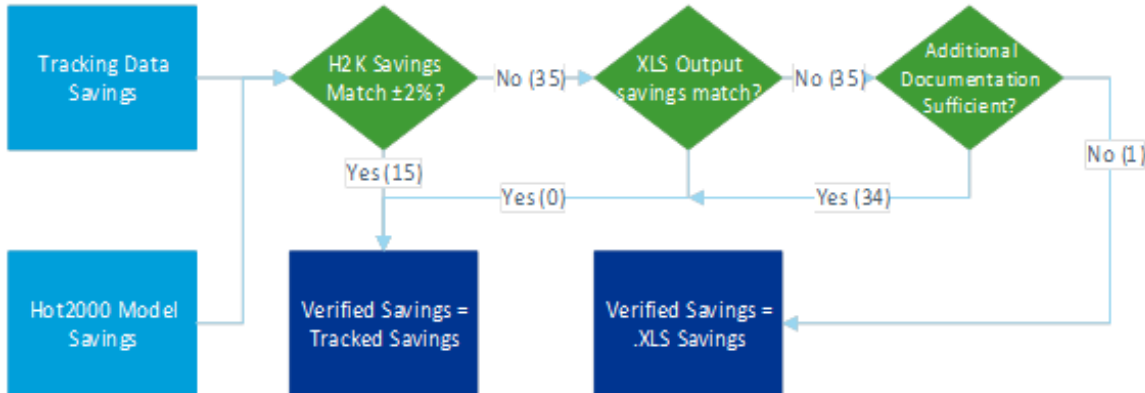 Tracking Data
Savings
H2K Savings
Match ±2%?
No (35)
XLS Output
savings match?
No (35)
Additional
Documentation
Sufficient?
Yes (15)
Yes (0)
Yes (34)
No (1)
Hot2000 Model
Savings
Verified Savings =
Tracked Savings
Verified Savings =
.XLS Savings